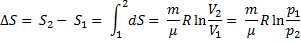 ΔS = S₂ − S₁ = ∫₁² dS = m/μ R ln V₂/V₁ = m/μ R ln p₁/p₂